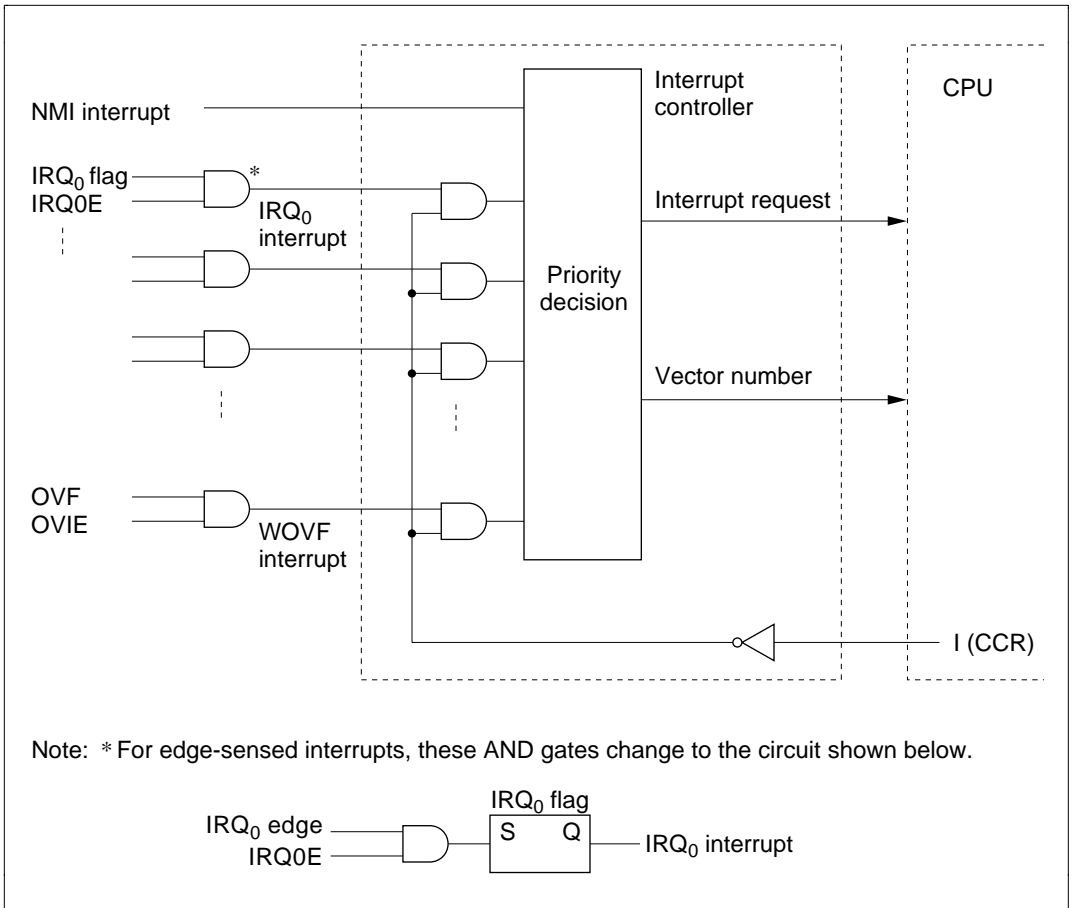 NMI interrupt
IRQ₀ flag
IRQ0E
*
IRQ₀
interrupt
Interrupt
controller
CPU
Interrupt request
Priority
decision
Vector number
OVF
OVIE
WOVF
interrupt
I (CCR)
Note: * For edge-sensed interrupts, these AND gates change to the circuit shown below.
IRQ₀ flag
IRQ₀ edge
IRQ0E
S Q
IRQ₀ interrupt